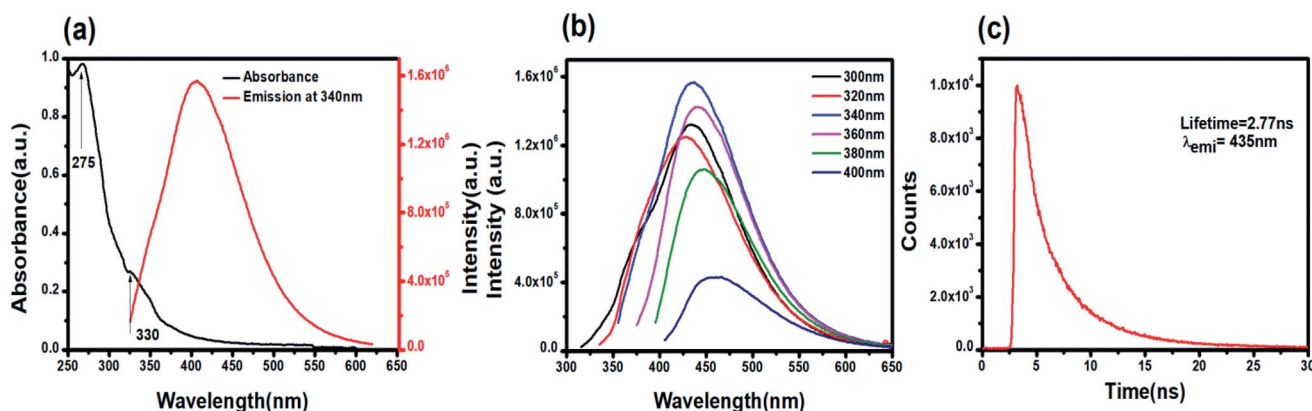 (a)
1.0
0.8
0.6
0.4
0.2
0.0
Absorbance(a.u.)
Absorbance
Emission at 340nm
275
330
1.6x10⁶
1.2x10⁶
8.0x10⁵
4.0x10⁵
0.0
Intensity(a.u.)
250 300 350 400 450 500 550 600 650
Wavelength(nm)
(b)
1.6x10⁶
1.2x10⁶
8.0x10⁵
4.0x10⁵
0.0
Intensity (a.u.)
300nm
320nm
340nm
360nm
380nm
400nm
300 350 400 450 500 550 600 650
Wavelength(nm)
(c)
1.0x10⁴
8.0x10³
6.0x10³
4.0x10³
2.0x10³
0.0
Counts
Lifetime=2.77ns
λemi= 435nm
0 5 10 15 20 25 30
Time(ns)